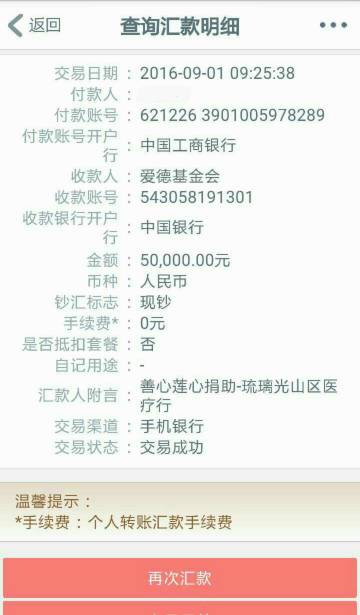 返回
查询汇款明细
交易日期：2016-09-01 09:25:38
付款人：
付款账号：621226 3901005978289
付款账号开户行：中国工商银行
收款人：爱德基金会
收款账号：543058191301
收款银行开户行：中国银行
金额：50,000.00元
币种：人民币
钞汇标志：现钞
手续费*：0元
是否抵扣套餐：否
自记用途：-
汇款人附言：善心莲心捐助-琉璃光山区医
疗行
交易渠道：手机银行
交易状态：交易成功
温馨提示：
*手续费：个人转账汇款手续费
再次汇款